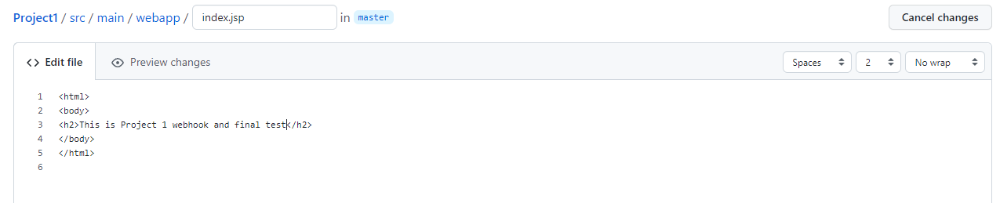 Project1 / src / main / webapp / index.jsp in master Cancel changes
<> Edit file Preview changes Spaces 2 No wrap
1 <html>
2 <body>
3 <h2>This is Project 1 webhook and final test</h2>
4 </body>
5 </html>
6